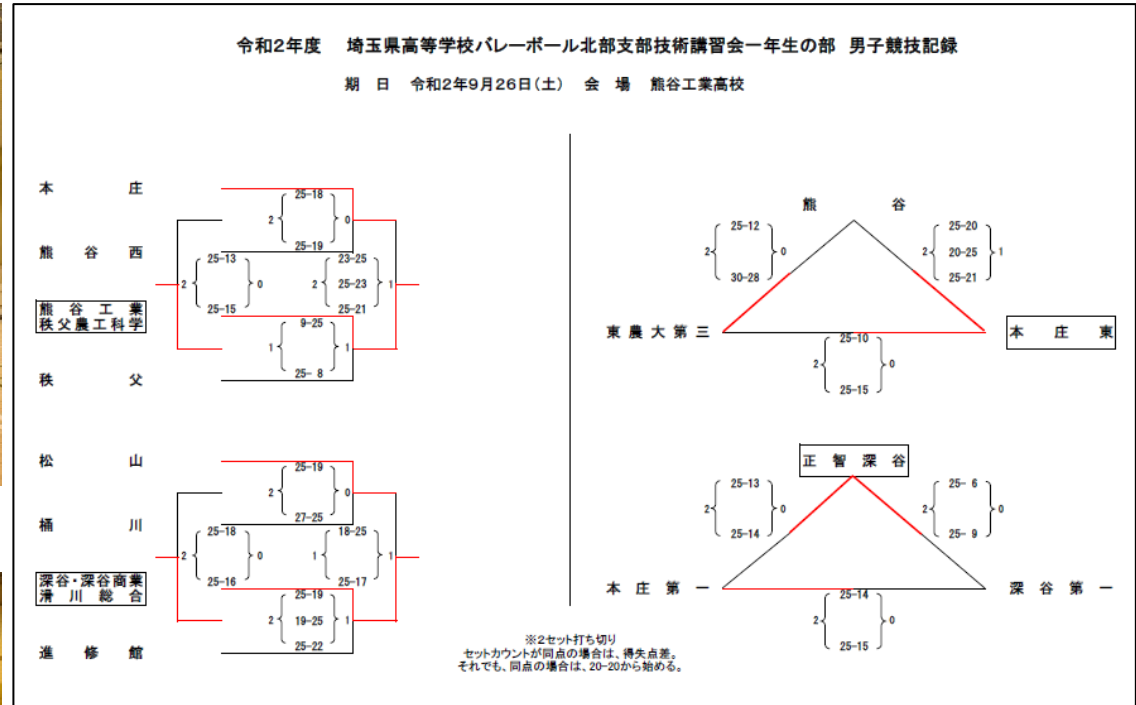 令和2年度 埼玉県高等学校バレーボール北部支部技術講習会一年生の部 男子競技記録
期 日 令和2年9月26日(土) 会 場 熊谷工業高校
本 庄
熊 谷 西
熊 谷 工 業
秩父農工科学
秩 父
25-18
2 0
25-19
25-13
2 0
25-15
23-25
2 25-23 1
25-21
9-25
1 1
25- 8
松 山
桶 川
深谷・深谷商業
滑 川 総 合
進 修 館
25-19
2 0
27-25
25-18
2 0
25-16
18-25
1 1
25-17
25-19
2 19-25 1
25-22
熊 谷
25-12
2 0
30-28
25-20
2 20-25 1
25-21
東 農 大 第 三
本 庄 東
25-10
2 0
25-15
正 智 深 谷
25-13
2 0
25-14
25- 6
2 0
25- 9
本 庄 第 一
深 谷 第 一
25-14
2 0
25-15
※2セット打ち切り
セットカウントが同点の場合は、得失点差。
それでも、同点の場合は、20-20から始める。